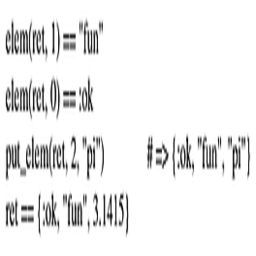 elem(ret, 1) == "fun"
elem(ret, 0) == :ok
put_elem(ret, 2, "pi") # => {:ok, "fun", "pi"}
ret == {:ok, "fun", 3.1415}